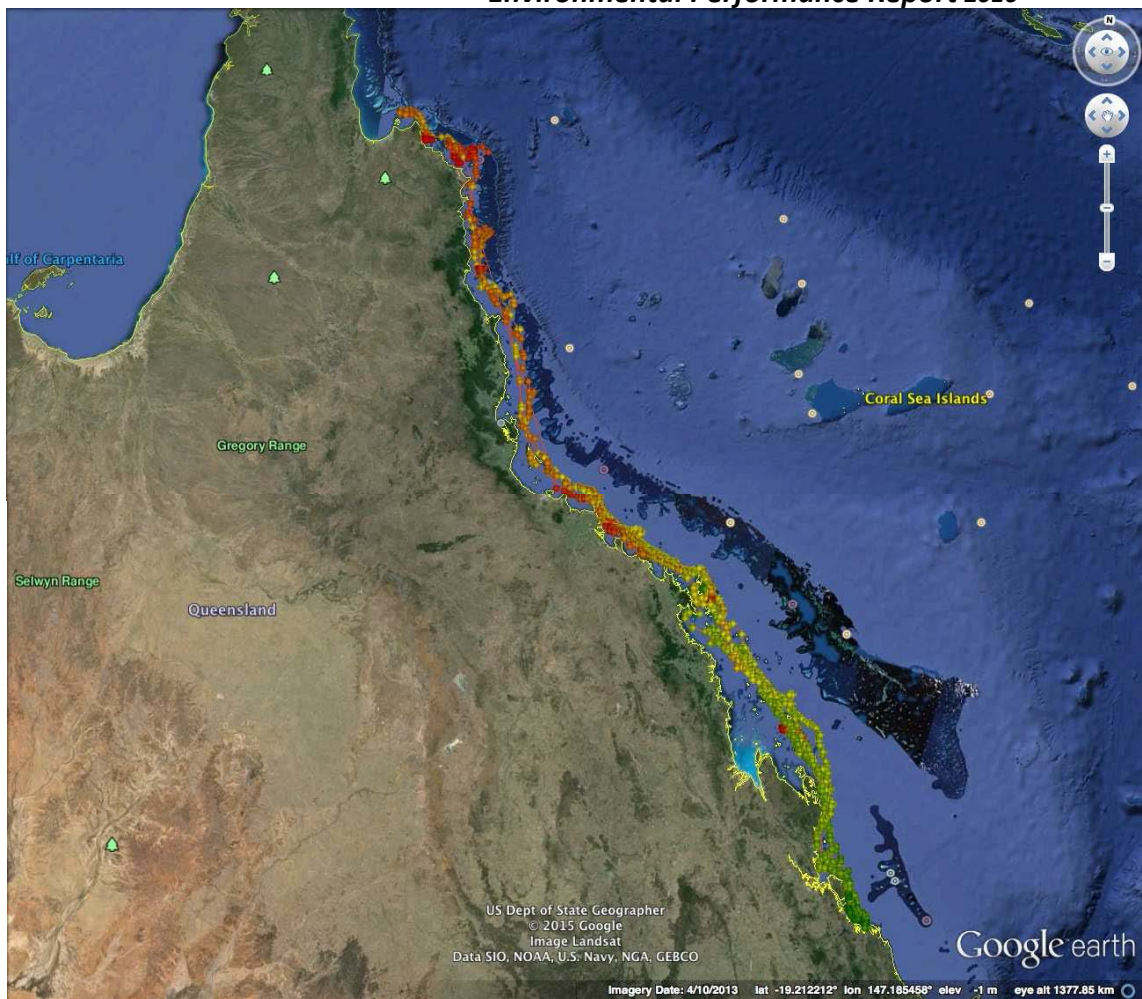 Environmental Performance Report
N
ulf of Carpentaria
Coral Sea Islands
Gregory Range
Selwyn Range
Queensland
US Dept of State Geographer
© 2015 Google
Image Landsat
Data SIO, NOAA, U.S. Navy, NGA, GEBCO
Google earth
Imagery Date: 4/10/2013 lat -19.212212° lon 147.185458° elev -1 m eye alt 1377.85 km